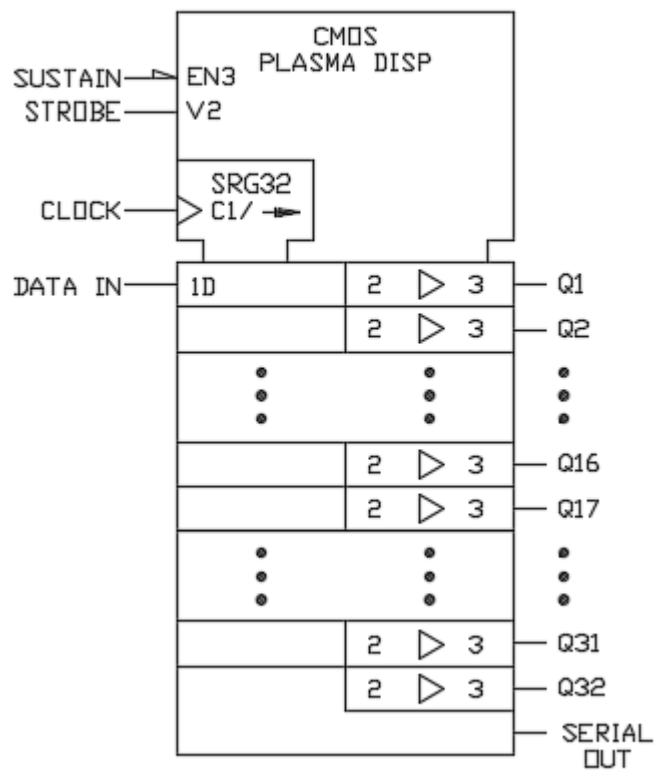 CMOS
PLASMA DISP
SUSTAIN EN3
STROBE V2
SRG32
CLOCK C1/
DATA IN 1D 2 3 Q1
2 3 Q2
2 3 Q16
2 3 Q17
2 3 Q31
2 3 Q32
SERIAL
OUT